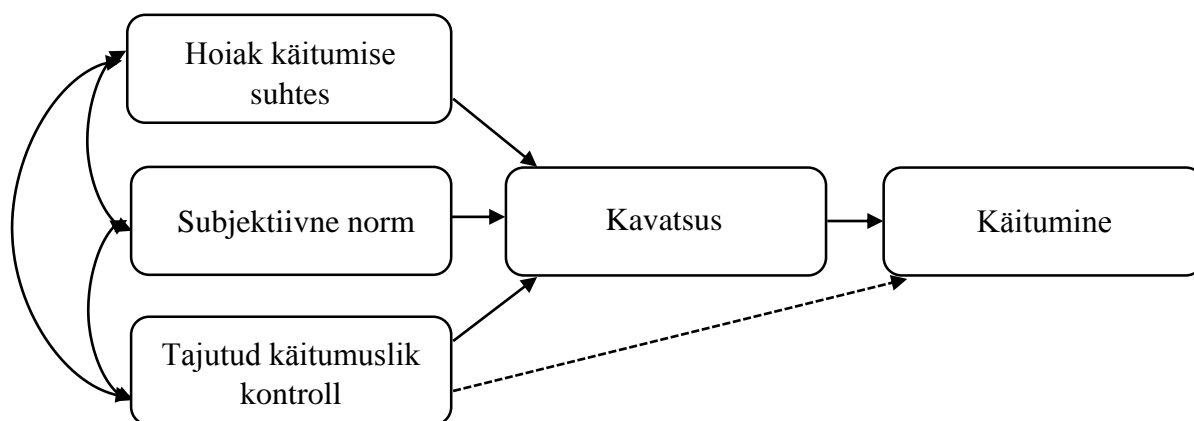 Hoiak käitumise
suhtes
Subjektiivne norm
Kavatsus
Käitumine
Tajutud käitumuslik
kontroll